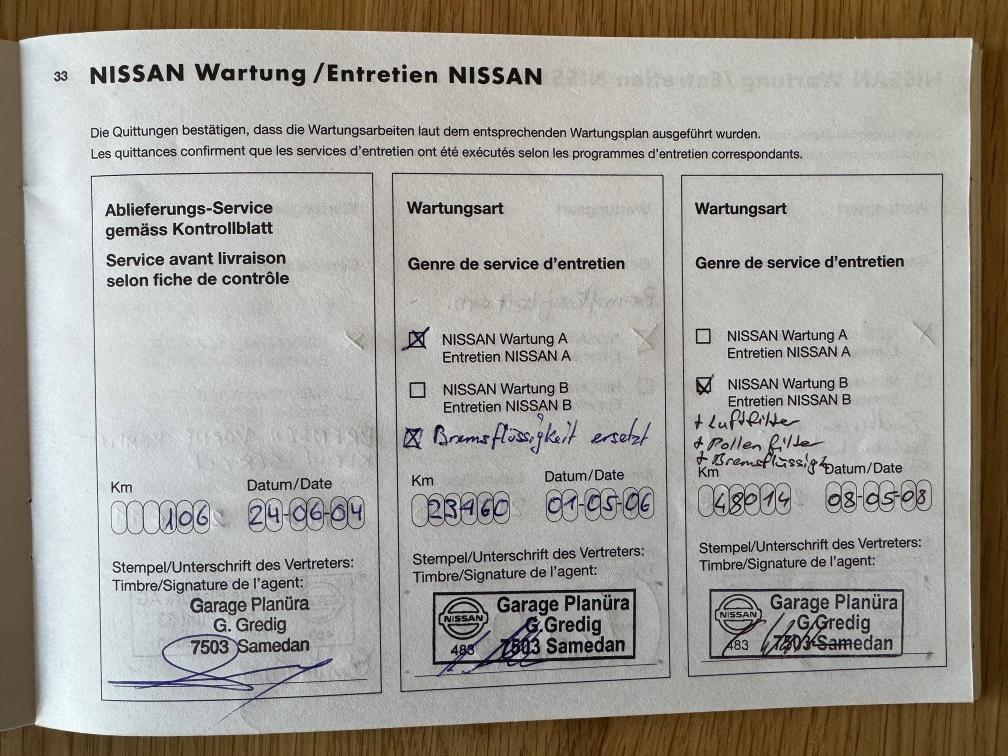 33 NISSAN Wartung /Entretien NISSAN
Die Quittungen bestätigen, dass die Wartungsarbeiten laut dem entsprechenden Wartungsplan ausgeführt wurden.
Les quittances confirment que les services d'entretien ont été exécutés selon les programmes d'entretien correspondants.
Ablieferungs-Service
gemäss Kontrollblatt
Service avant livraison
selon fiche de contrôle
Km Datum/Date
106 24-06-04
Stempel/Unterschrift des Vertreters:
Timbre/Signature de l'agent:
Garage Planüra
G. Gredig
7503 Samedan
Wartungsart
Genre de service d'entretien
NISSAN Wartung A
Entretien NISSAN A
NISSAN Wartung B
Entretien NISSAN B
Bremsflüssigkeit ersetzt
Km Datum/Date
23960 01-05-06
Stempel/Unterschrift des Vertreters:
Timbre/Signature de l'agent:
NISSAN
483
Garage Planüra
G.Gredig
7503 Samedan
Wartungsart
Genre de service d'entretien
NISSAN Wartung A
Entretien NISSAN A
NISSAN Wartung B
Entretien NISSAN B
+ Luftfilter
+ Pollenfilter
+ Bremsflüssigk
Km Datum/Date
48014 08-05-08
Stempel/Unterschrift des Vertreters:
Timbre/Signature de l'agent:
NISSAN
483
Garage Planüra
G.Gredig
7503 Samedan